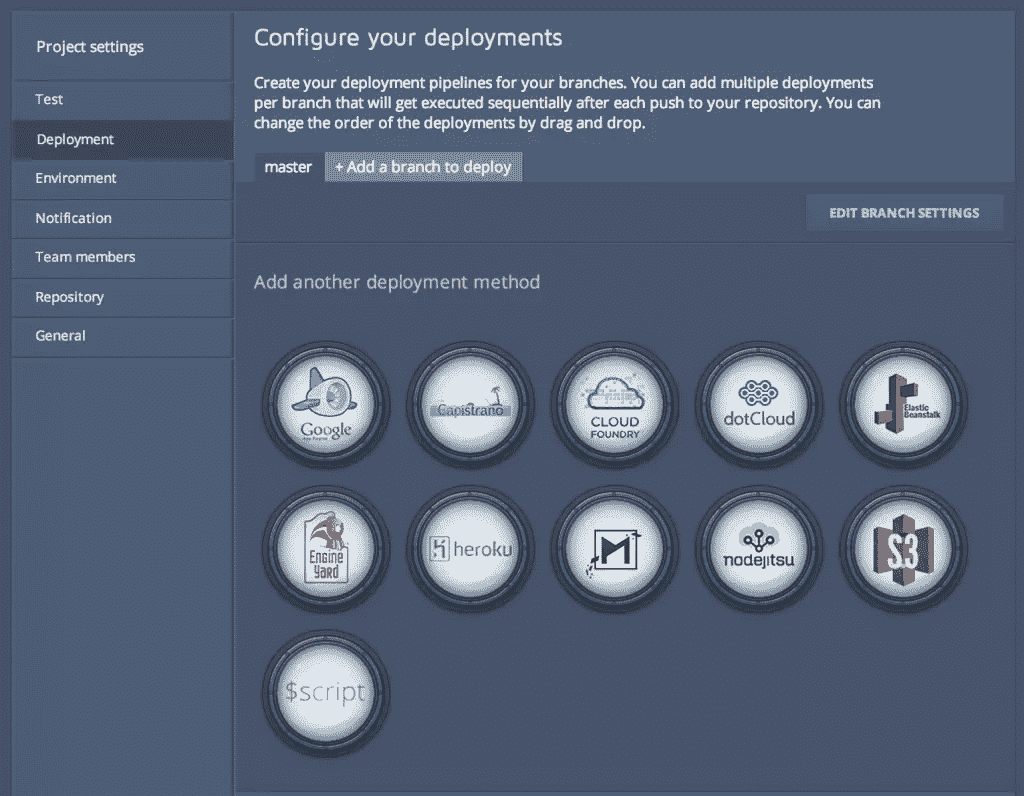 Project settings
Test
Deployment
Environment
Notification
Team members
Repository
General
Configure your deployments
Create your deployment pipelines for your branches. You can add multiple deployments
per branch that will get executed sequentially after each push to your repository. You can
change the order of the deployments by drag and drop.
master
+ Add a branch to deploy
EDIT BRANCH SETTINGS
Add another deployment method
Google
Capistrano
CLOUD
FOUNDRY
dotCloud
Elastic
Beanstalk
Engine
Yard
heroku
M
nodejitsu
S3
$script